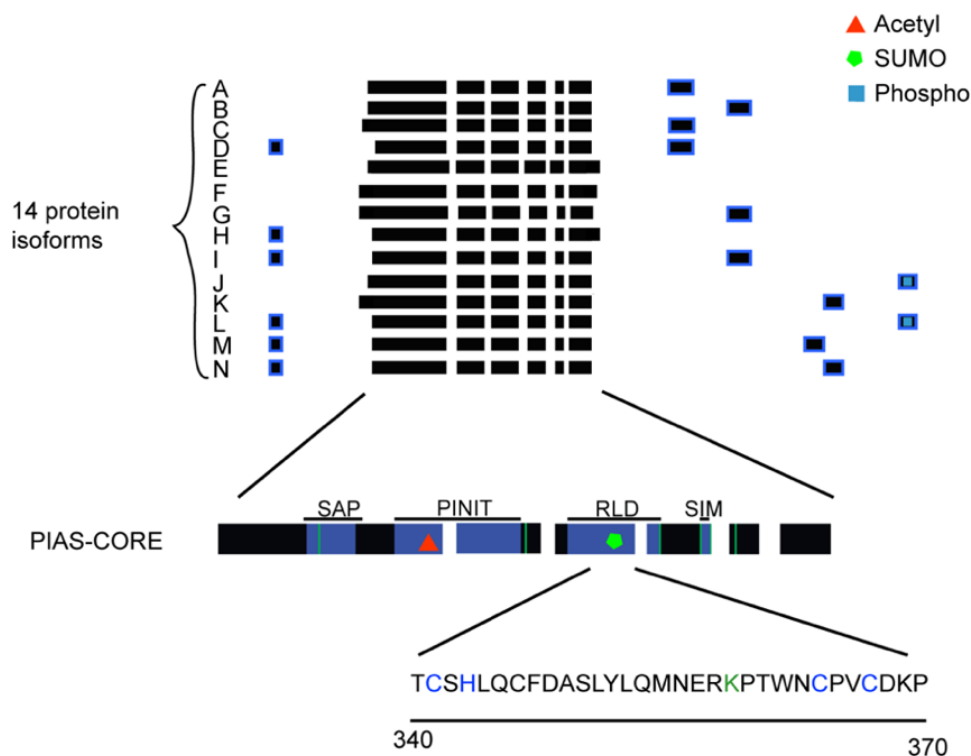 Acetyl
SUMO
Phospho
A
B
C
D
E
F
G
H
I
J
K
L
M
N
14 protein
isoforms
SAP PINIT RLD SIM
PIAS-CORE
TCSHLQCFDASLYLQMNERKPTWNCPVCDKP
340 370